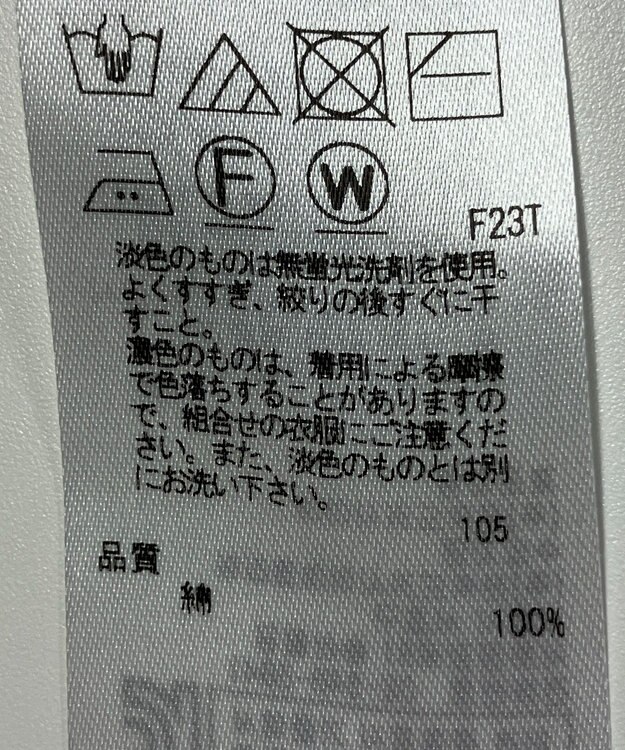 F
W
F23T
淡色のものは無蛍光洗剤を使用。
よくすすぎ、絞りの後すぐに干
すこと。
濃色のものは、着用による摩擦
で色落ちすることがありますの
で、組合せの衣服にご注意くだ
さい。また、淡色のものとは別
にお洗い下さい。
105
品質
綿
100%